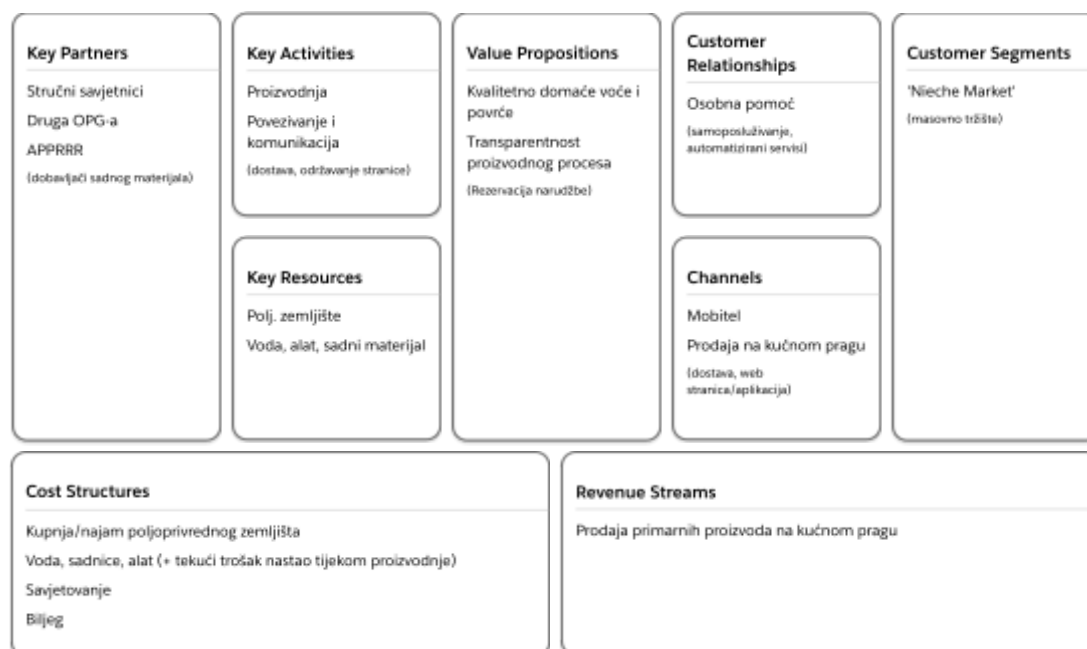 Key Partners
Stručni savjetnici
Druga OPG-a
APPRRR
(dobavljači sadnog materijala)
Key Activities
Proizvodnja
Povezivanje i
komunikacija
(dostava, održavanje stranice)
Key Resources
Polj. zemljište
Voda, alat, sadni materijal
Value Propositions
Kvalitetno domaće voće i
povrće
Transparentnost
proizvodnog procesa
(Rezervacija narudžbe)
Customer
Relationships
Osobna pomoć
(samoposluživanje,
automatizirani servisi)
Channels
Mobitel
Prodaja na kućnom pragu
(dostava, web
stranica/aplikacija)
Customer Segments
'Nieche Market'
(masovno tržište)
Cost Structures
Kupnja/najam poljoprivrednog zemljišta
Voda, sadnice, alat (+ tekući trošak nastao tijekom proizvodnje)
Savjetovanje
Biljeg
Revenue Streams
Prodaja primarnih proizvoda na kućnom pragu